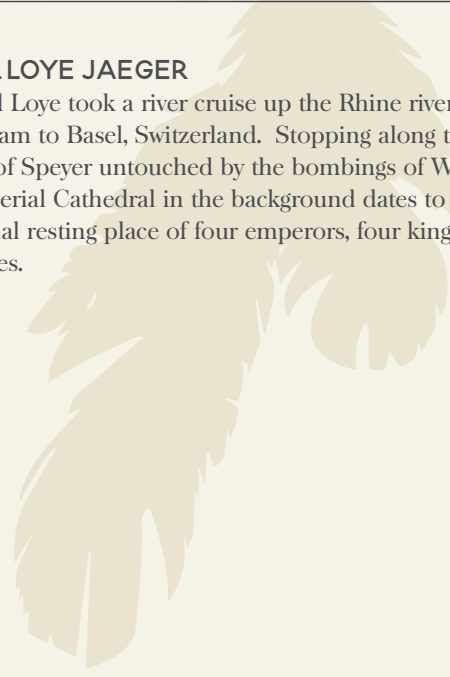 LOYE JAEGER
Loye took a river cruise up the Rhine river
am to Basel, Switzerland. Stopping along
of Speyer untouched by the bombings of W
erial Cathedral in the background dates to
al resting place of four emperors, four king
es.